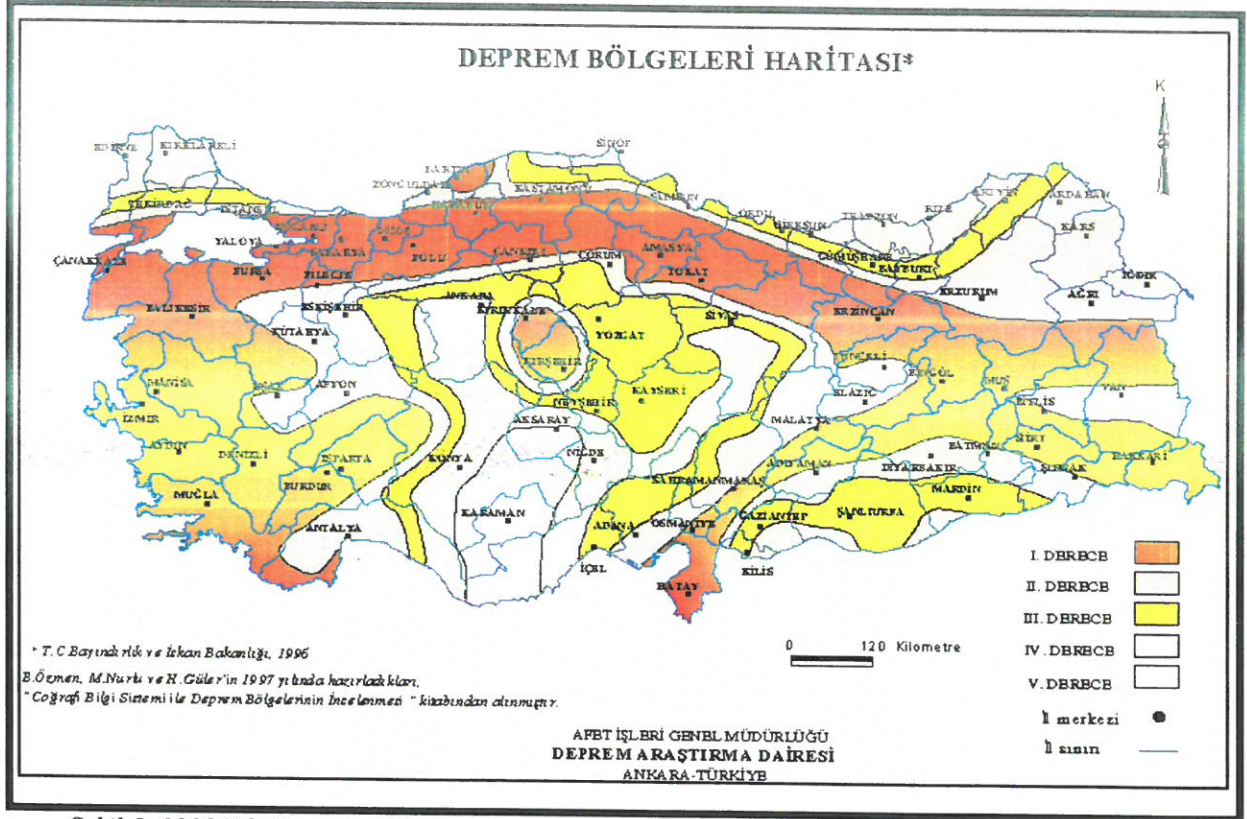 DEPREM BÖLGELERİ HARİTASI*
K
SİNOP
EDİRNE
KIRKLARELİ
BARTIN
ZONGULDAK
KASTAMONU
ARTVİN
ARDAHAN
TEKİRDAĞ
SAMSUN
ORDU
GİRESUN
TRABZON
RİZE
KARS
YALOVA
ÇANAKKALE
BURSA
BİLECİK
BOLU
ÇANKIRI
ÇORUM
AMASYA
TOKAT
GÜMÜŞHANE
BAYBURT
ERZURUM
IĞDIR
AĞRI
BALIKESİR
ESKİŞEHİR
ANKARA
KIRIKKALE
YOZGAT
SİVAS
ERZİNCAN
KÜTAHYA
KIRŞEHİR
TUNCELİ
BİNGÖL
MUŞ
VAN
MANİSA
UŞAK
AFYON
NEVŞEHİR
KAYSERİ
ELAZIĞ
BİTLİS
İZMİR
AKSARAY
MALATYA
AYDIN
DENİZLİ
ISPARTA
KONYA
NİĞDE
ADIYAMAN
DİYARBAKIR
BATMAN
SİİRT
ŞIRNAK
HAKKARİ
BURDUR
KAHRAMANMARAŞ
MARDİN
MUĞLA
ANTALYA
KARAMAN
ADANA
OSMANİYE
GAZİANTEP
ŞANLIURFA
İÇEL
KİLİS
HATAY
I. DERECE
II. DERECE
III. DERECE
IV. DERECE
V. DERECE
İl merkezi
İl sınırı
0 120 Kilometre
* T.C Bayındırlık ve İskan Bakanlığı, 1996
B.Özmen, M.Nurlu ve H.Güler'in 1997 yılında hazırladıkları,
"Coğrafi Bilgi Sistemi ile Deprem Bölgelerinin İncelenmesi " kitabından alınmıştır.
AFET İŞLERİ GENEL MÜDÜRLÜĞÜ
DEPREM ARAŞTIRMA DAİRESİ
ANKARA-TÜRKİYE